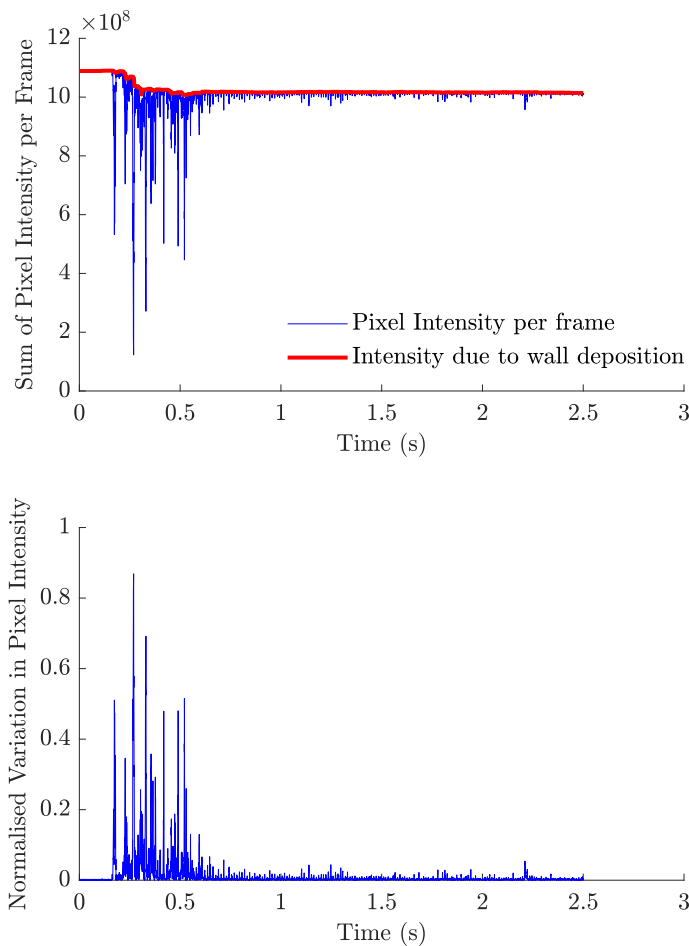 ×10⁸
12
10
8
6
4
2
0
Sum of Pixel Intensity per Frame
Pixel Intensity per frame
Intensity due to wall deposition
0 0.5 1 1.5 2 2.5 3
Time (s)
1
0.8
0.6
0.4
0.2
0
Normalised Variation in Pixel Intensity
0 0.5 1 1.5 2 2.5 3
Time (s)